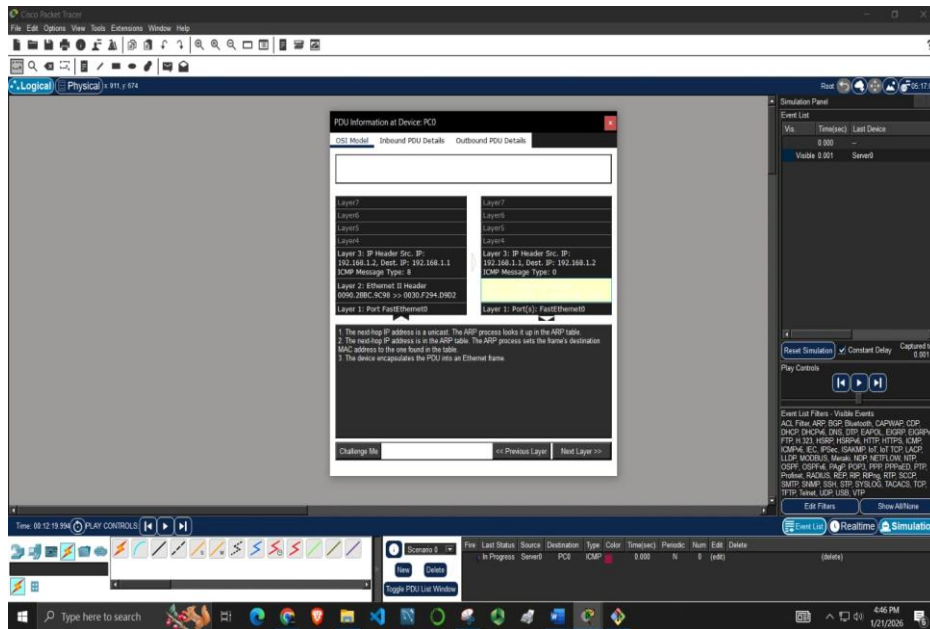 Cisco Packet Tracer
File Edit Options View Tools Extensions Window Help
Logical Physical x: 911, y: 674 Root 05:17:
PDU Information at Device: PC0
OSI Model Inbound PDU Details Outbound PDU Details
Layer7 Layer7
Layer6 Layer6
Layer5 Layer5
Layer4 Layer4
Layer 3: IP Header Src. IP: 192.168.1.2, Dest. IP: 192.168.1.1 ICMP Message Type: 8
Layer 3: IP Header Src. IP: 192.168.1.1, Dest. IP: 192.168.1.2 ICMP Message Type: 0
Layer 2: Ethernet II Header
0090.2BBC.9C98 >> 0030.F294.D9D2
Layer 1: Port FastEthernet0 Layer 1: Port(s): FastEthernet0
1. The next-hop IP address is a unicast. The ARP process looks it up in the ARP table.
2. The next-hop IP address is in the ARP table. The ARP process sets the frame's destination
MAC address to the one found in the table.
3. The device encapsulates the PDU into an Ethernet frame.
Challenge Me << Previous Layer Next Layer >>
Simulation Panel
Event List
Vis. Time(sec) Last Device
0.000 --
Visible 0.001 Server0
Reset Simulation Constant Delay Captured t
0.001
Play Controls
Event List Filters - Visible Events
ACL Filter, ARP, BGP, Bluetooth, CAPWAP, CDP,
DHCP, DHCPv6, DNS, DTP, EAPOL, EIGRP, EIGRPv
FTP, H.323, HSRP, HSRPv6, HTTP, HTTPS, ICMP,
ICMPv6, IEC, IPSec, ISAKMP, IoT, IoT TCP, LACP,
LLDP, MODBUS, Meraki, NDP, NETFLOW, NTP,
OSPF, OSPFv6, PAgP, POP3, PPP, PPPoED, PTP,
Profinet, RADIUS, REP, RIP, RIPng, RTP, SCCP,
SMTP, SNMP, SSH, STP, SYSLOG, TACACS, TCP,
TFTP, Telnet, UDP, USB, VTP
Edit Filters Show All/None
Time: 00:12:19.994 PLAY CONTROLS: Event List Realtime Simulatio
Scenario 0
New Delete
Toggle PDU List Window
Fire Last Status Source Destination Type Color Time(sec) Periodic Num Edit Delete
In Progress Server0 PC0 ICMP 0.000 N 0 (edit) (delete)
Type here to search
4:46 PM
1/21/2026